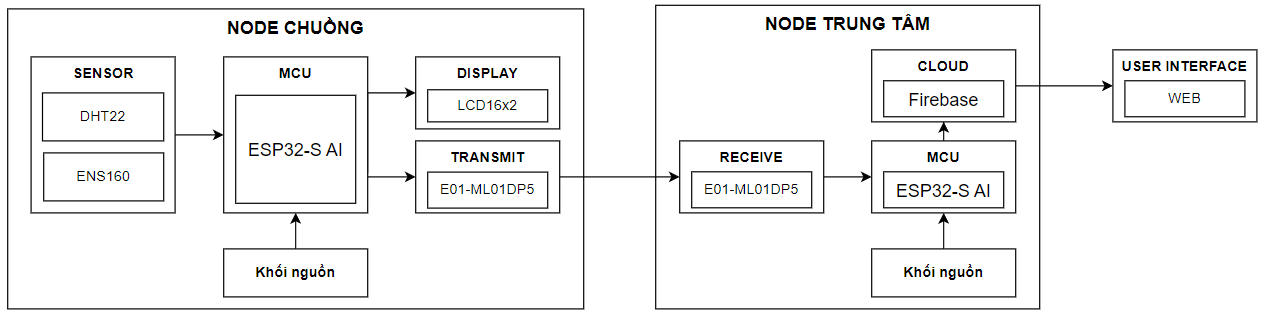 NODE CHUỒNG
SENSOR
DHT22
ENS160
MCU
ESP32-S AI
DISPLAY
LCD16x2
TRANSMIT
E01-ML01DP5
Khối nguồn
NODE TRUNG TÂM
RECEIVE
E01-ML01DP5
CLOUD
Firebase
MCU
ESP32-S AI
Khối nguồn
USER INTERFACE
WEB